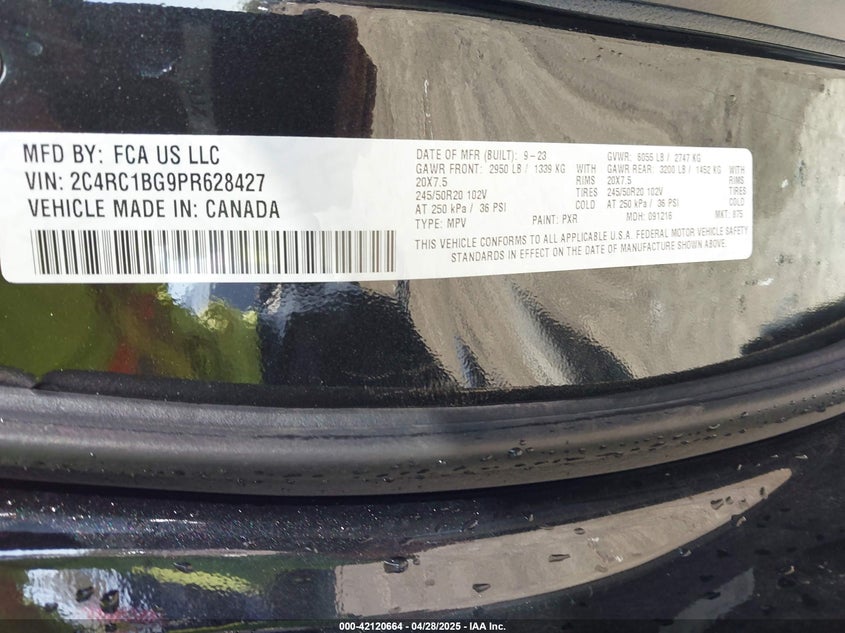 MFD BY: FCA US LLC
VIN: 2C4RC1BG9PR628427
VEHICLE MADE IN: CANADA
DATE OF MFR (BUILT): 9-23 GVWR: 6055 LB / 2747 KG
GAWR FRONT: 2950 LB / 1339 KG WITH GAWR REAR: 3200 LB / 1452 KG WITH
20X7.5 RIMS 20X7.5 RIMS
245/50R20 102V TIRES 245/50R20 102V TIRES
AT 250 kPa / 36 PSI COLD AT 250 kPa / 36 PSI COLD
TYPE: MPV PAINT: PXR MDH: 091216 MKT: 875
THIS VEHICLE CONFORMS TO ALL APPLICABLE U.S.A. FEDERAL MOTOR VEHICLE SAFETY
STANDARDS IN EFFECT ON THE DATE OF MANUFACTURE SHOWN ABOVE.
000-42120664 - 04/28/2025 - IAA Inc.